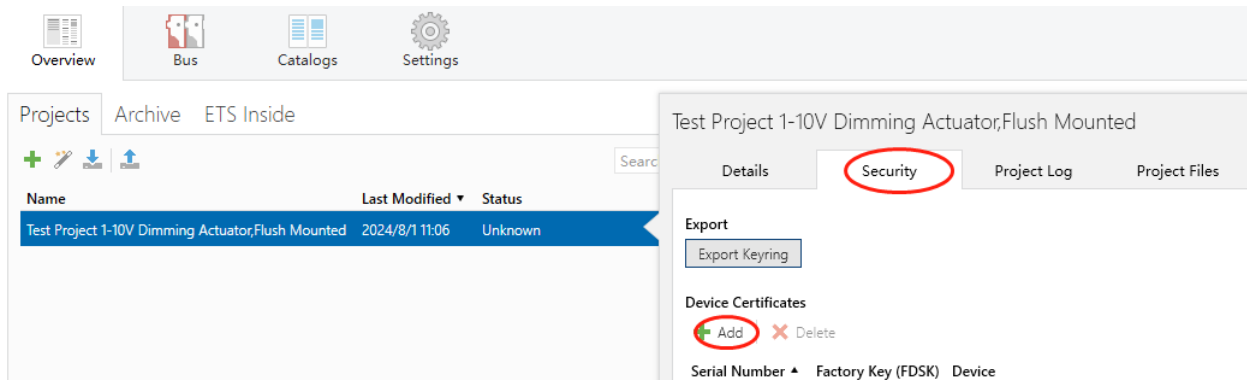 Overview Bus Catalogs Settings
Projects Archive ETS Inside
Searc
Name Last Modified ▼ Status
Test Project 1-10V Dimming Actuator,Flush Mounted 2024/8/1 11:06 Unknown
Test Project 1-10V Dimming Actuator,Flush Mounted
Details Security Project Log Project Files
Export
Export Keyring
Device Certificates
Add Delete
Serial Number ▲ Factory Key (FDSK) Device